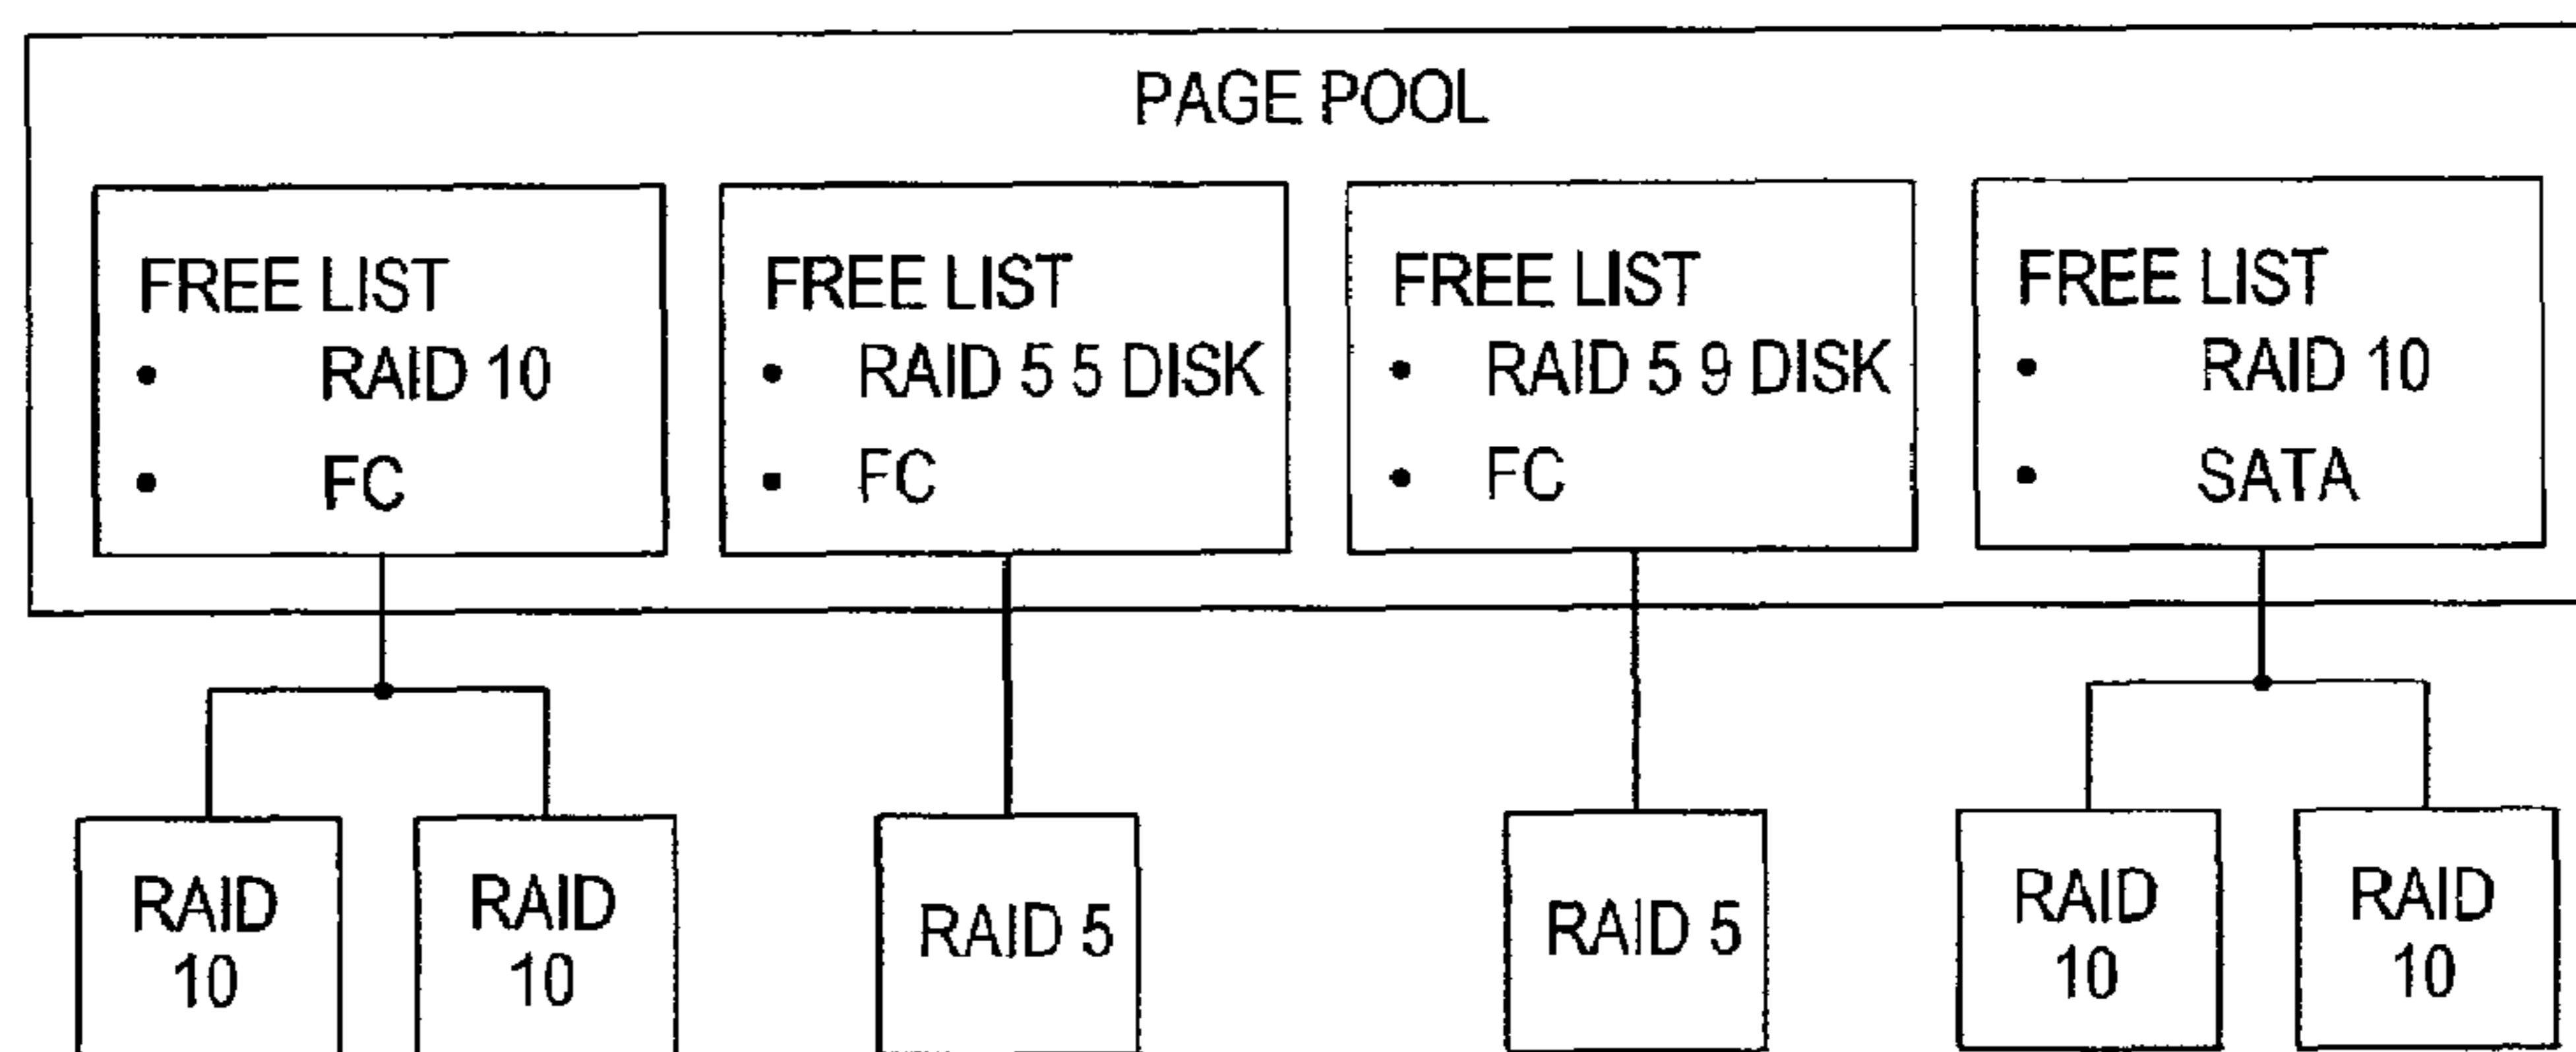 PAGE POOL
FREE LIST
• RAID 10
• FC
FREE LIST
• RAID 5 5 DISK
• FC
FREE LIST
• RAID 5 9 DISK
• FC
FREE LIST
• RAID 10
• SATA
RAID
10
RAID
10
RAID 5
RAID 5
RAID
10
RAID
10